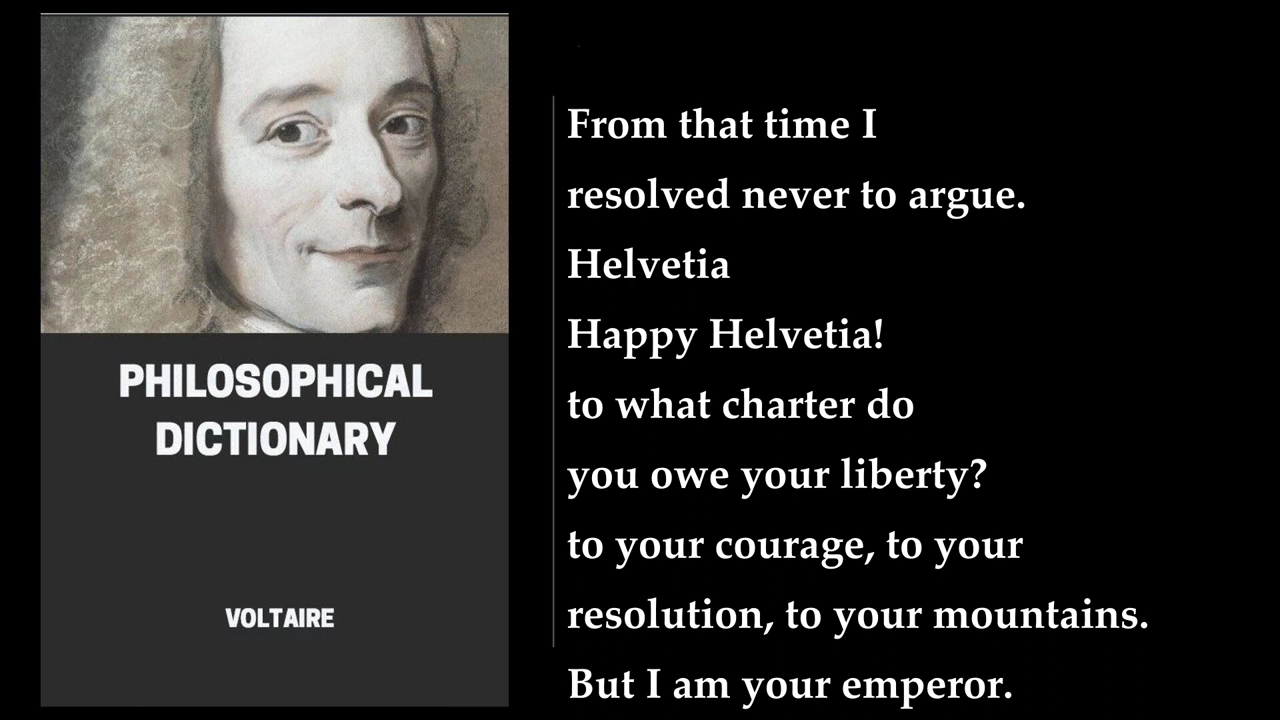 PHILOSOPHICAL
DICTIONARY
VOLTAIRE
From that time I
resolved never to argue.
Helvetia
Happy Helvetia!
to what charter do
you owe your liberty?
to your courage, to your
resolution, to your mountains.
But I am your emperor.